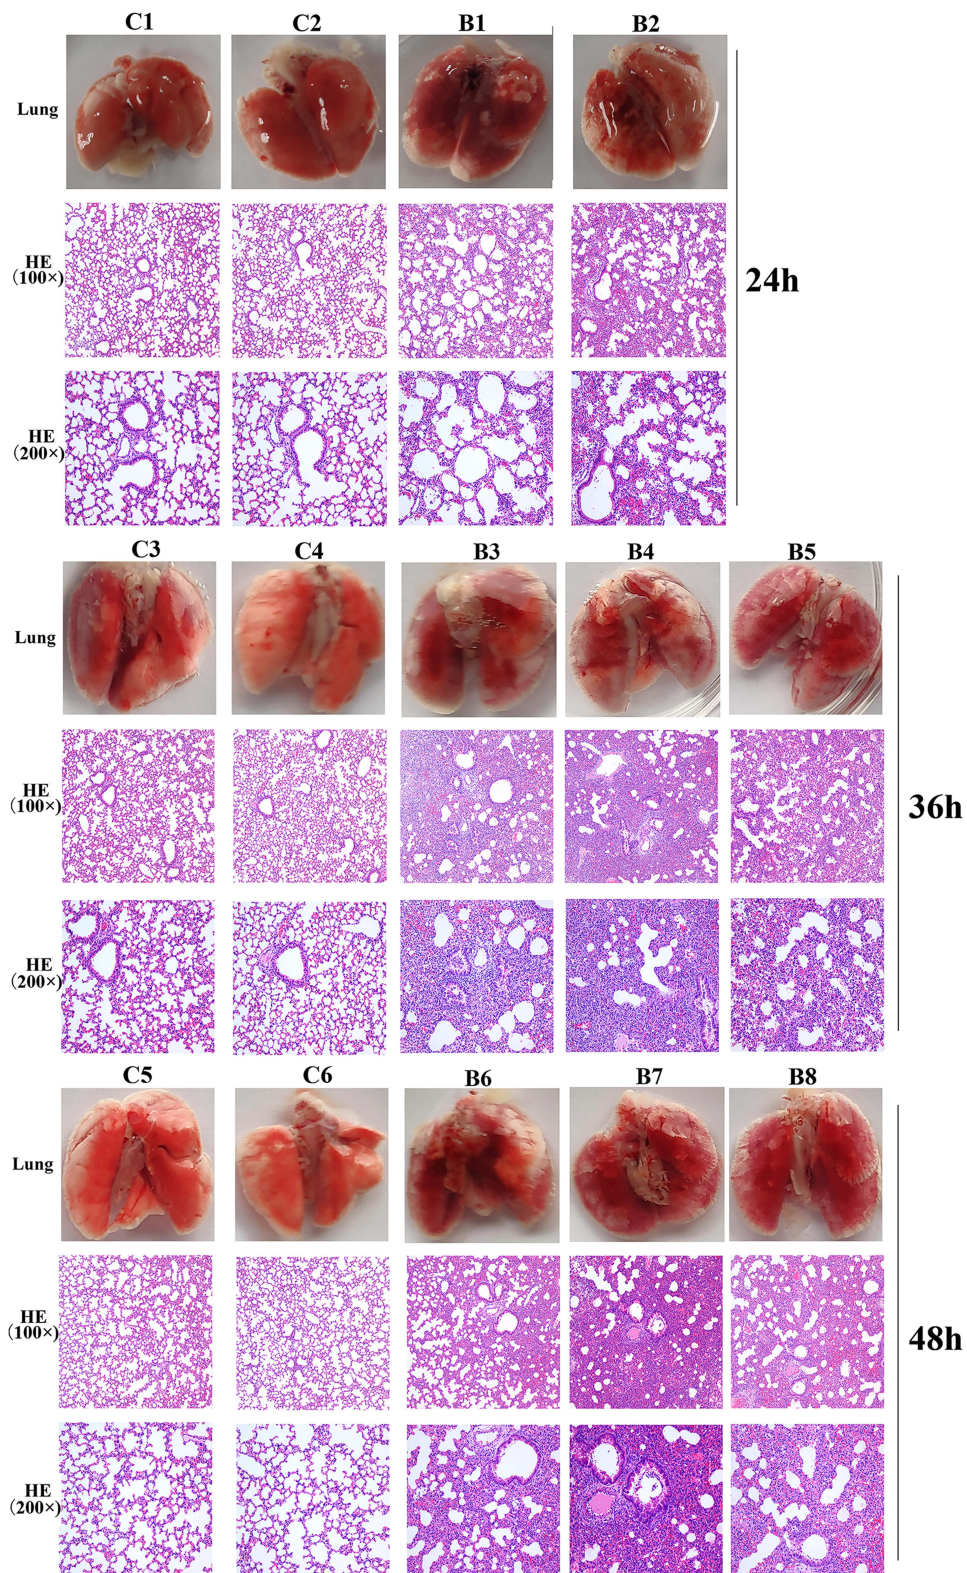 C1 C2 B1 B2
Lung
HE
(100×)
24h
HE
(200×)
C3 C4 B3 B4 B5
Lung
HE
(100×)
36h
HE
(200×)
C5 C6 B6 B7 B8
Lung
HE
(100×)
48h
HE
(200×)